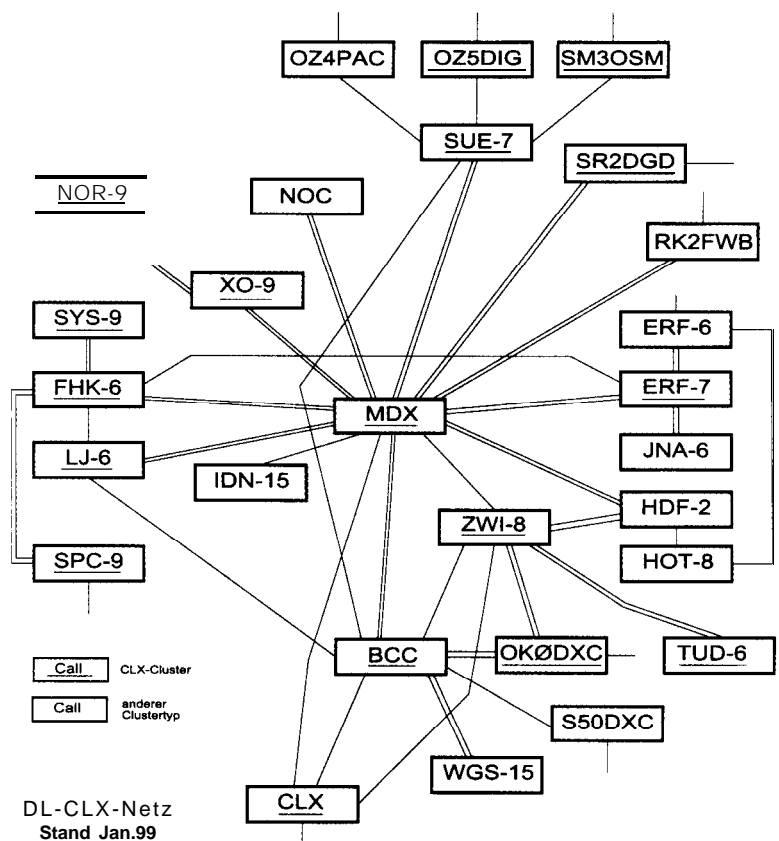 OZ4PAC OZ5DIG SM3OSM
SUE-7
SR2DGD
NOR-9
NOC
RK2FWB
XO-9
SYS-9
ERF-6
FHK-6
ERF-7
MDX
LJ-6
JNA-6
IDN-15
HDF-2
ZWI-8
SPC-9
HOT-8
BCC
OKØDXC
TUD-6
Call CLX-Cluster
Call anderer
Clustertyp
S50DXC
WGS-15
CLX
DL-CLX-Netz
Stand Jan.99